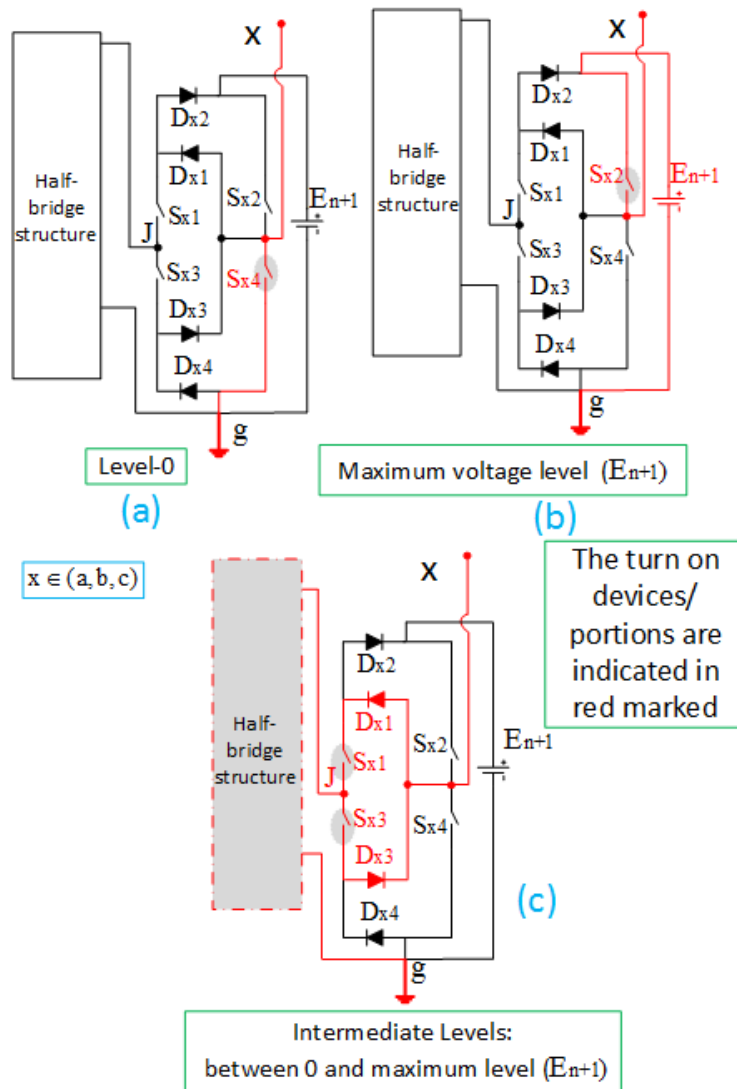 x
Half-
bridge
structure
Dx2
Dx1
Sx1
Sx2
En+1
J
Sx3
Sx4
Dx3
Dx4
g
Level-0
(a)
x
Half-
bridge
structure
Dx2
Dx1
Sx1
Sx2
En+1
J
Sx3
Sx4
Dx3
Dx4
g
Maximum voltage level (En+1)
(b)
x ∈ (a, b, c)
The turn on
devices/
portions are
indicated in
red marked
x
Half-
bridge
structure
Dx2
Dx1
Sx1
Sx2
En+1
J
Sx3
Sx4
Dx3
Dx4
g
(c)
Intermediate Levels:
between 0 and maximum level (En+1)